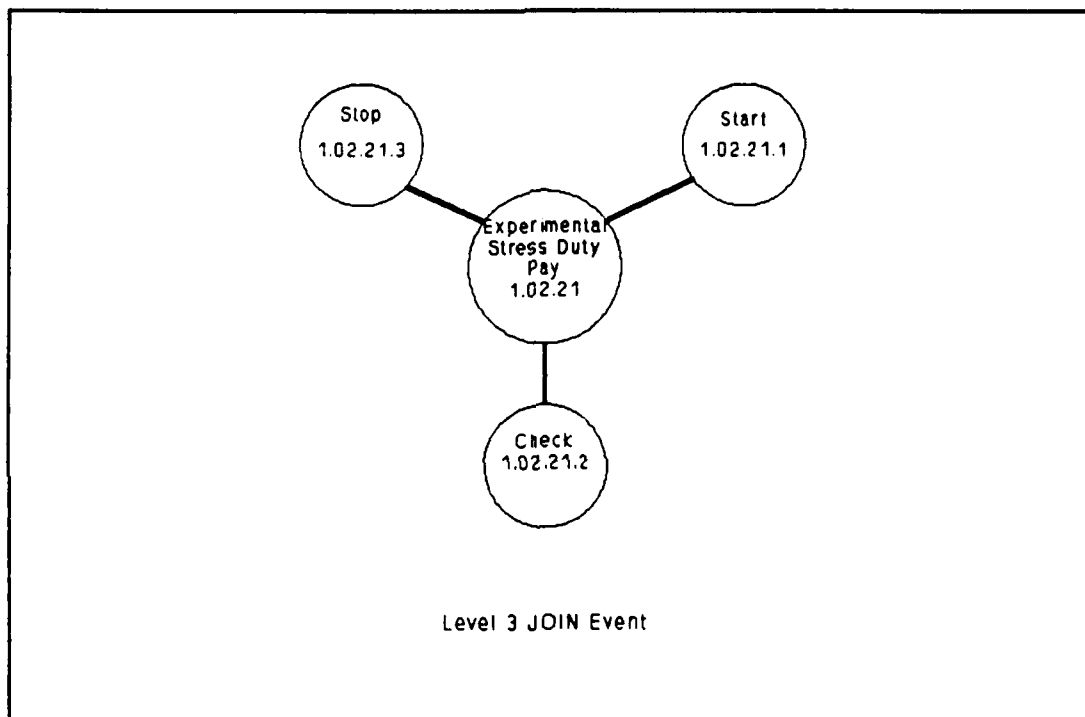 Stop
1.02.21.3
Start
1.02.21.1
Experimental
Stress Duty
Pay
1.02.21
Check
1.02.21.2
Level 3 JOIN Event